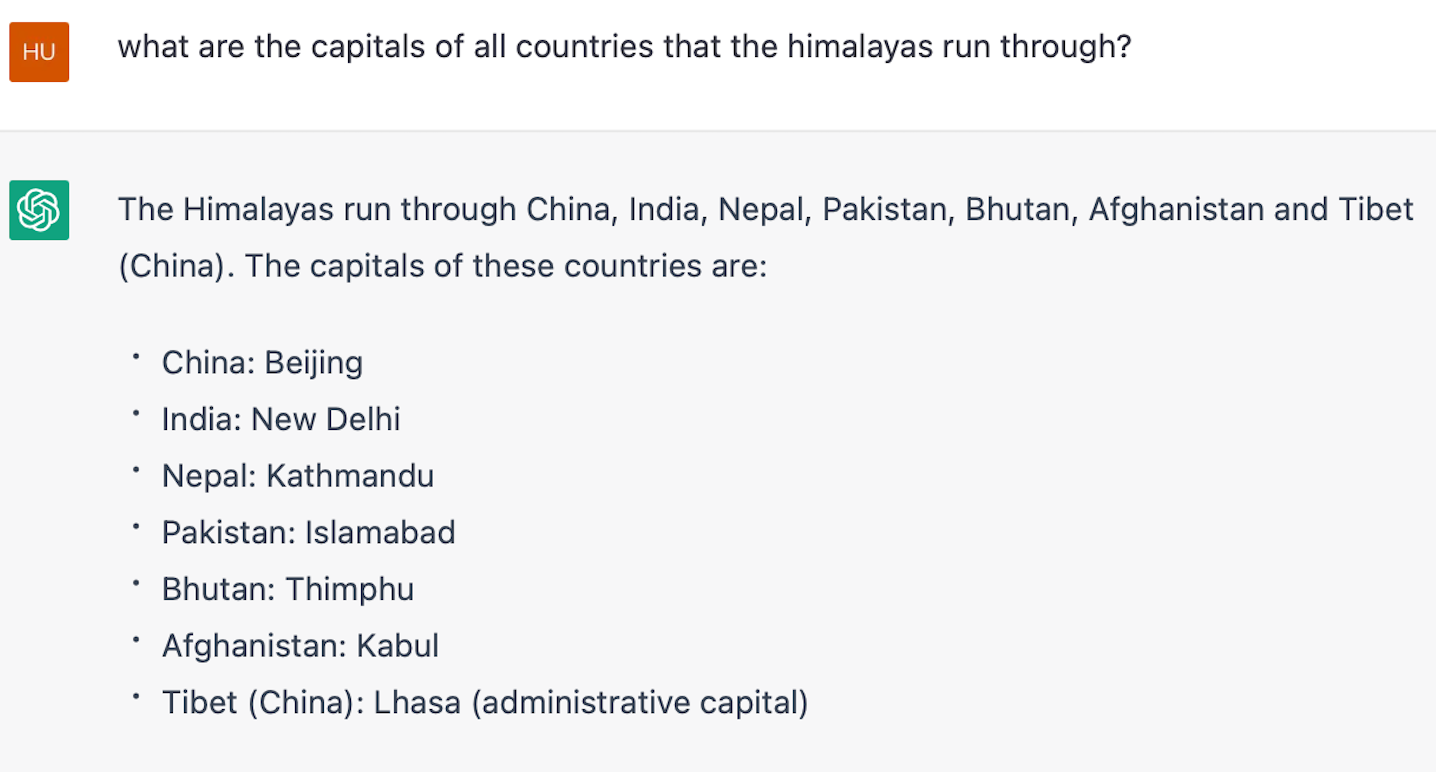 HU
what are the capitals of all countries that the himalayas run through?
The Himalayas run through China, India, Nepal, Pakistan, Bhutan, Afghanistan and Tibet
(China). The capitals of these countries are:
• China: Beijing
• India: New Delhi
• Nepal: Kathmandu
• Pakistan: Islamabad
• Bhutan: Thimphu
• Afghanistan: Kabul
• Tibet (China): Lhasa (administrative capital)